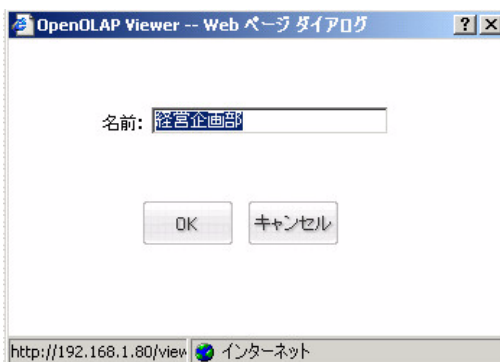 OpenOLAP Viewer -- Web ページ ダイアログ
名前: 経営企画部
OK キャンセル
http://192.168.1.80/view インターネット